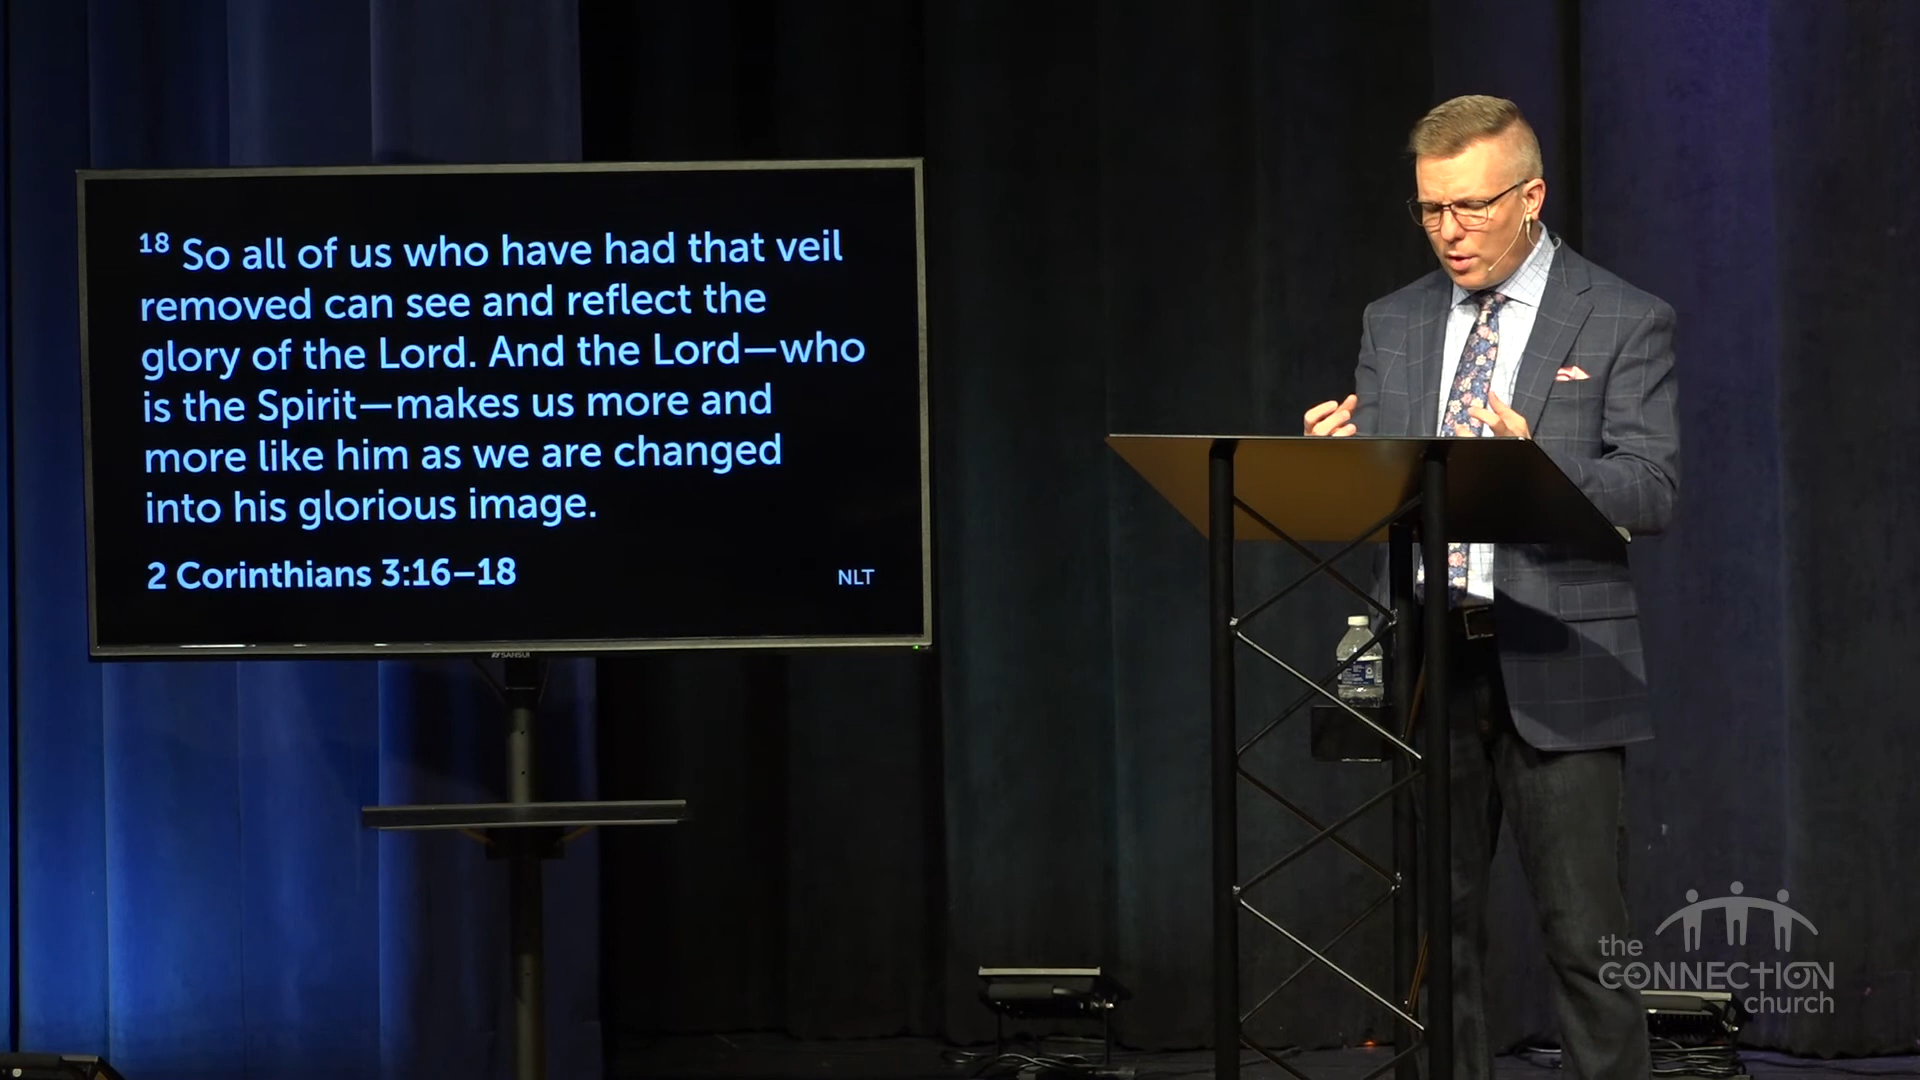 18 So all of us who have had that veil
removed can see and reflect the
glory of the Lord. And the Lord—who
is the Spirit—makes us more and
more like him as we are changed
into his glorious image.
2 Corinthians 3:16–18
NLT
SANSUI
the
CONNECTION
church